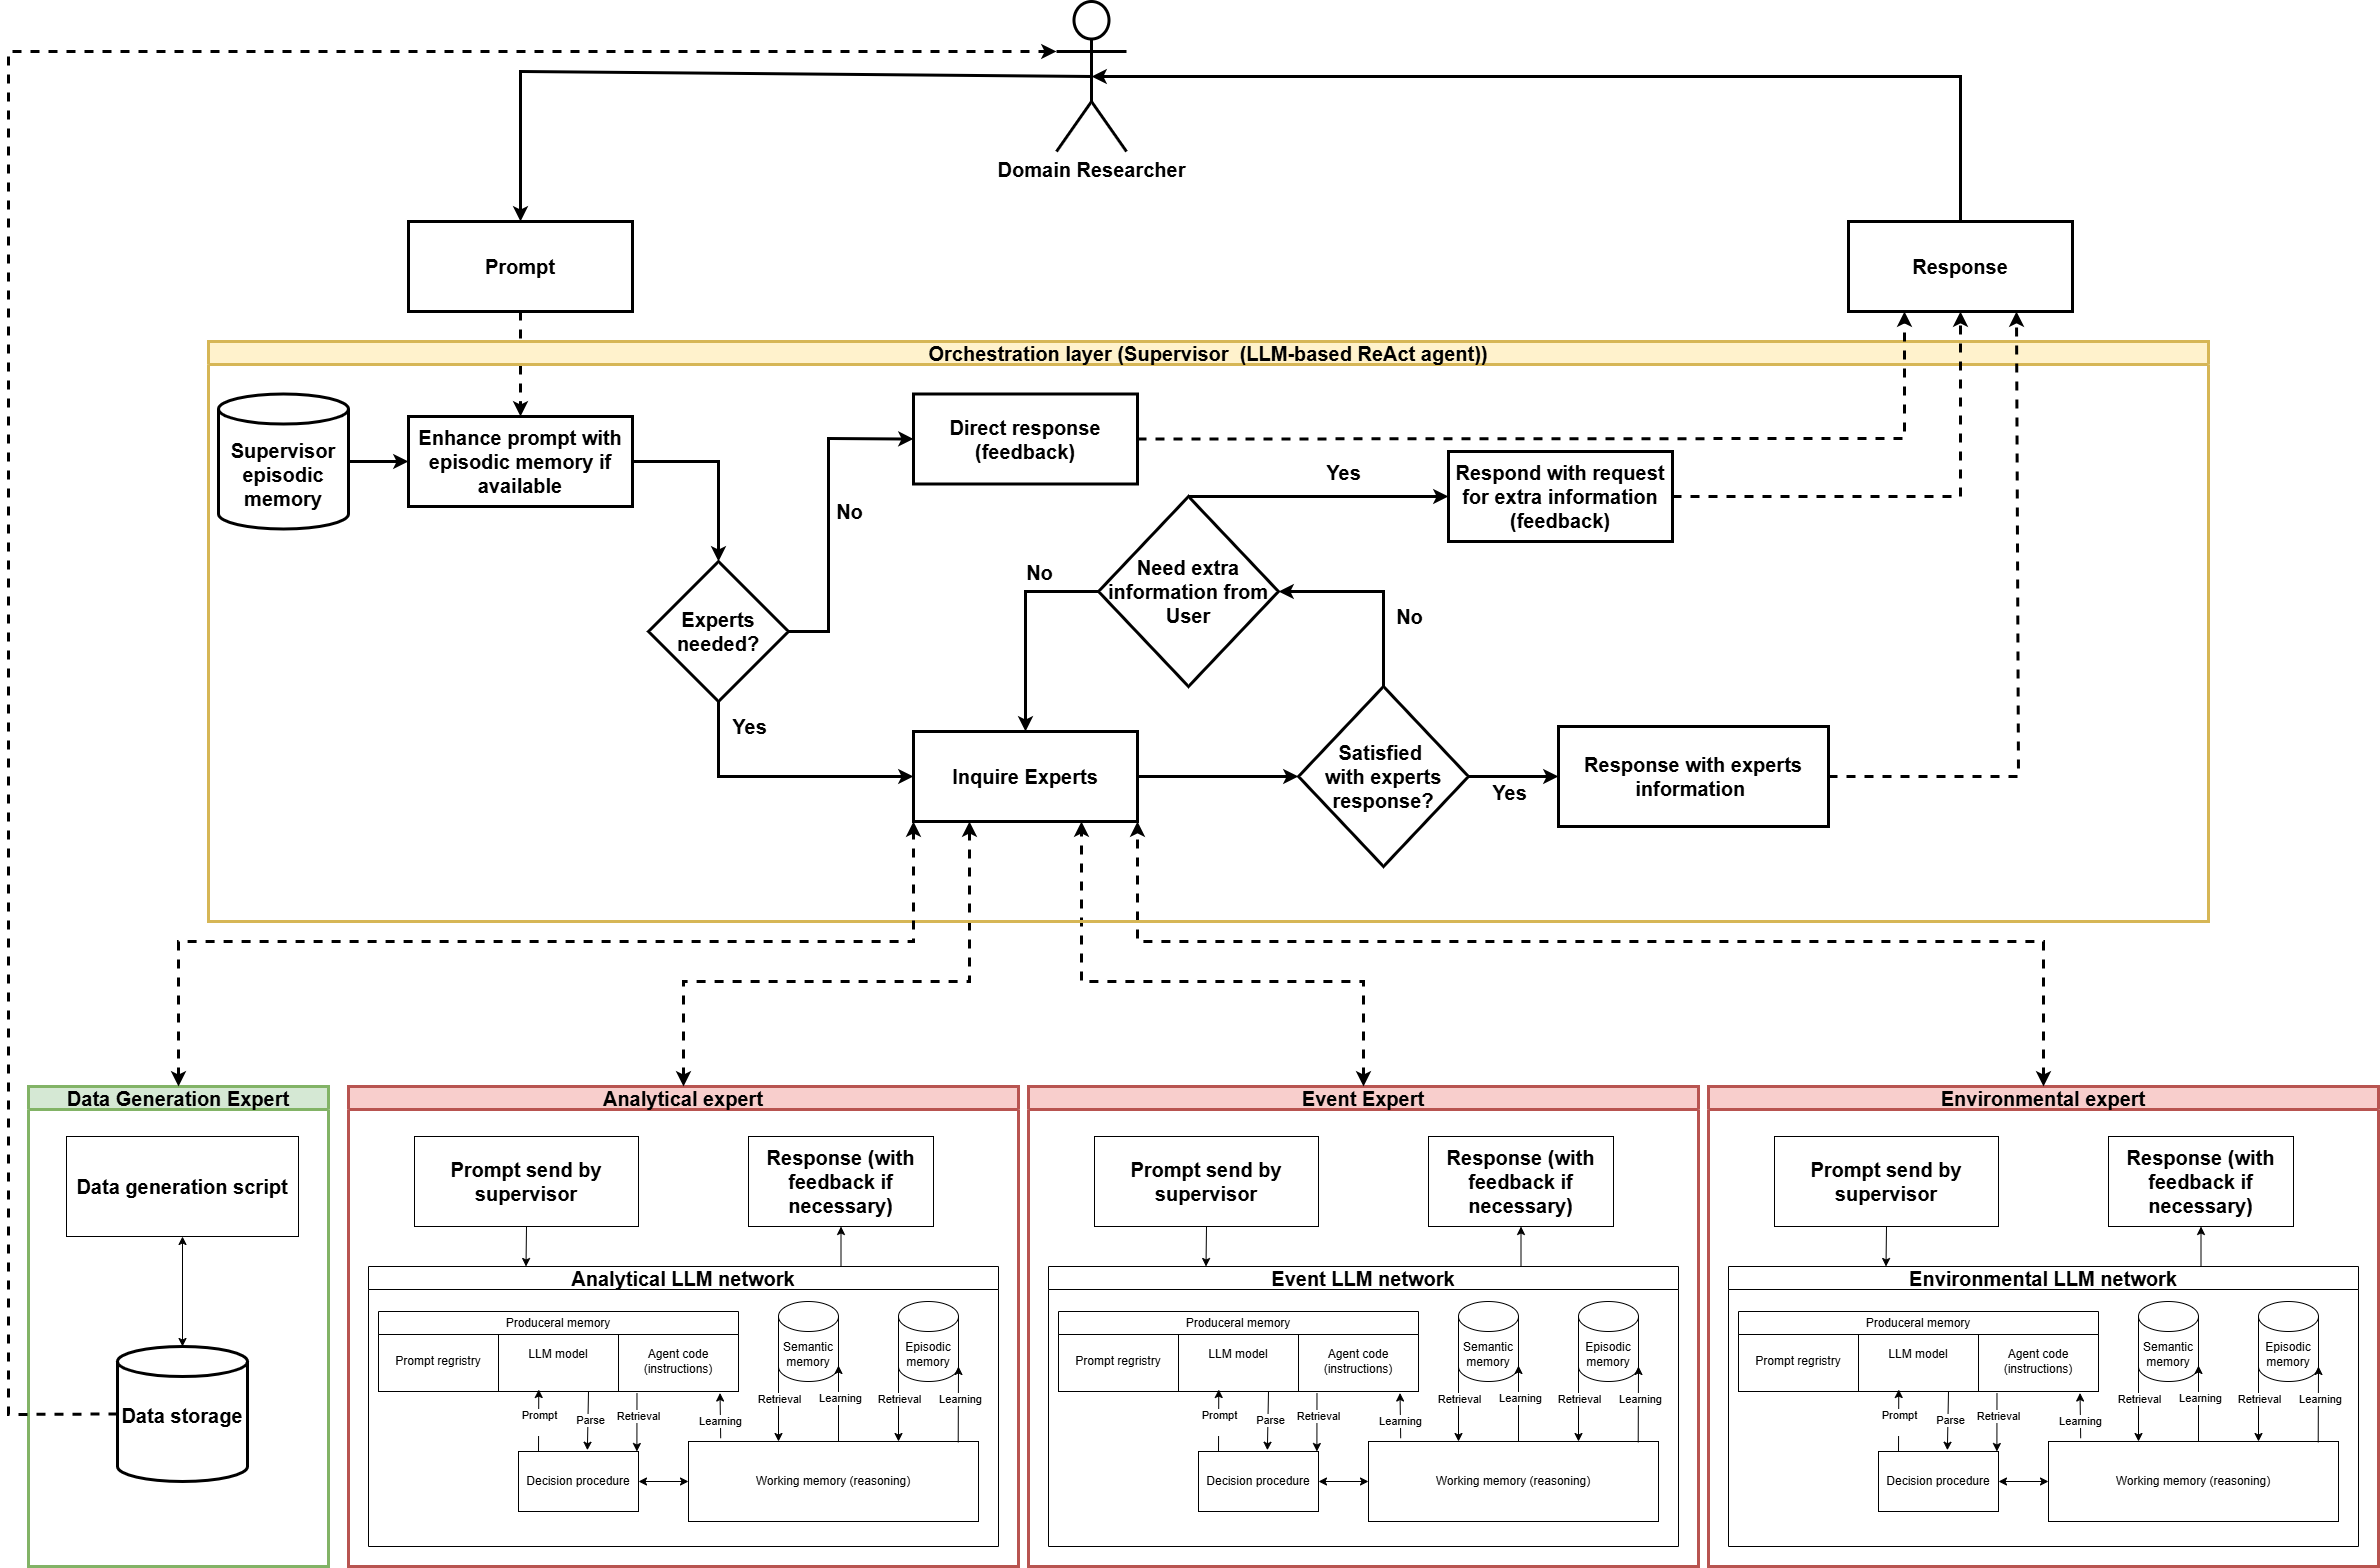 Domain Researcher
Prompt
Response
Orchestration layer (Supervisor  (LLM-based ReAct agent))
Supervisor
episodic
memory
Enhance prompt with
episodic memory if
available
Direct response
(feedback)
No
Yes
Respond with request
for extra information
(feedback)
Need extra
information from
User
No
No
Experts
needed?
Yes
Inquire Experts
Satisfied
with experts
response?
Yes
Response with experts
information
Data Generation Expert
Data generation script
Data storage
Analytical expert
Prompt send by
supervisor
Response (with
feedback if
necessary)
Analytical LLM network
Produceral memory
Prompt regristry
LLM model
Agent code
(instructions)
Semantic
memory
Episodic
memory
Prompt
Parse
Retrieval
Learning
Retrieval
Learning
Retrieval
Learning
Decision procedure
Working memory (reasoning)
Event Expert
Prompt send by
supervisor
Response (with
feedback if
necessary)
Event LLM network
Produceral memory
Prompt regristry
LLM model
Agent code
(instructions)
Semantic
memory
Episodic
memory
Prompt
Parse
Retrieval
Learning
Retrieval
Learning
Retrieval
Learning
Decision procedure
Working memory (reasoning)
Environmental expert
Prompt send by
supervisor
Response (with
feedback if
necessary)
Environmental LLM network
Produceral memory
Prompt regristry
LLM model
Agent code
(instructions)
Semantic
memory
Episodic
memory
Prompt
Parse
Retrieval
Learning
Retrieval
Learning
Retrieval
Learning
Decision procedure
Working memory (reasoning)